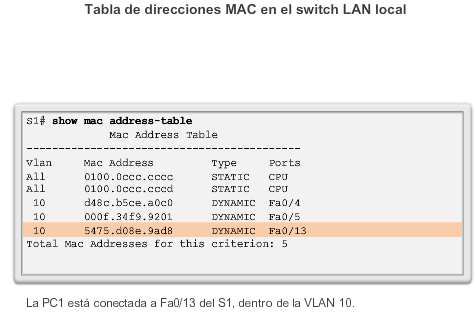 Tabla de direcciones MAC en el switch LAN local
S1# show mac address-table
Mac Address Table
-------------------------------------------
Vlan Mac Address Type Ports
All 0100.0ccc.cccc STATIC CPU
All 0100.0ccc.cccd STATIC CPU
10 d48c.b5ce.a0c0 DYNAMIC Fa0/4
10 000f.34f9.9201 DYNAMIC Fa0/5
10 5475.d08e.9ad8 DYNAMIC Fa0/13
Total Mac Addresses for this criterion: 5
La PC1 está conectada a Fa0/13 del S1, dentro de la VLAN 10.